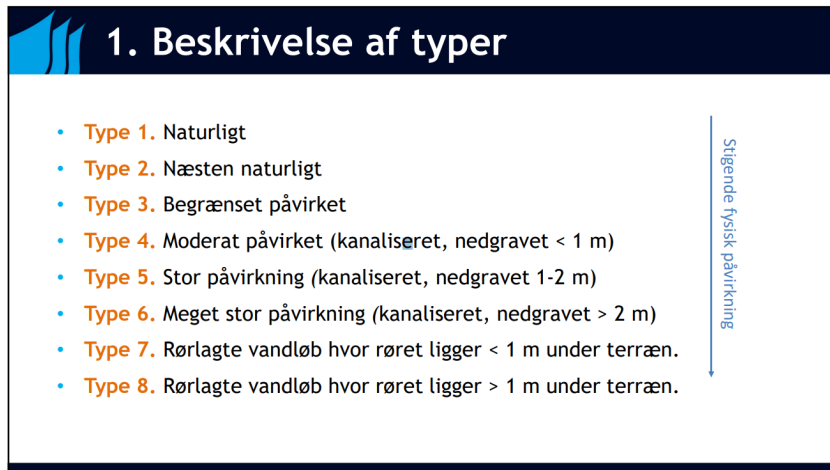 1. Beskrivelse af typer
• Type 1. Naturligt
• Type 2. Næsten naturligt
• Type 3. Begrænset påvirket
• Type 4. Moderat påvirket (kanaliseret, nedgravet < 1 m)
• Type 5. Stor påvirkning (kanaliseret, nedgravet 1-2 m)
• Type 6. Meget stor påvirkning (kanaliseret, nedgravet > 2 m)
• Type 7. Rørlagte vandløb hvor røret ligger < 1 m under terræn.
• Type 8. Rørlagte vandløb hvor røret ligger > 1 m under terræn.
Stigende fysisk påvirkning